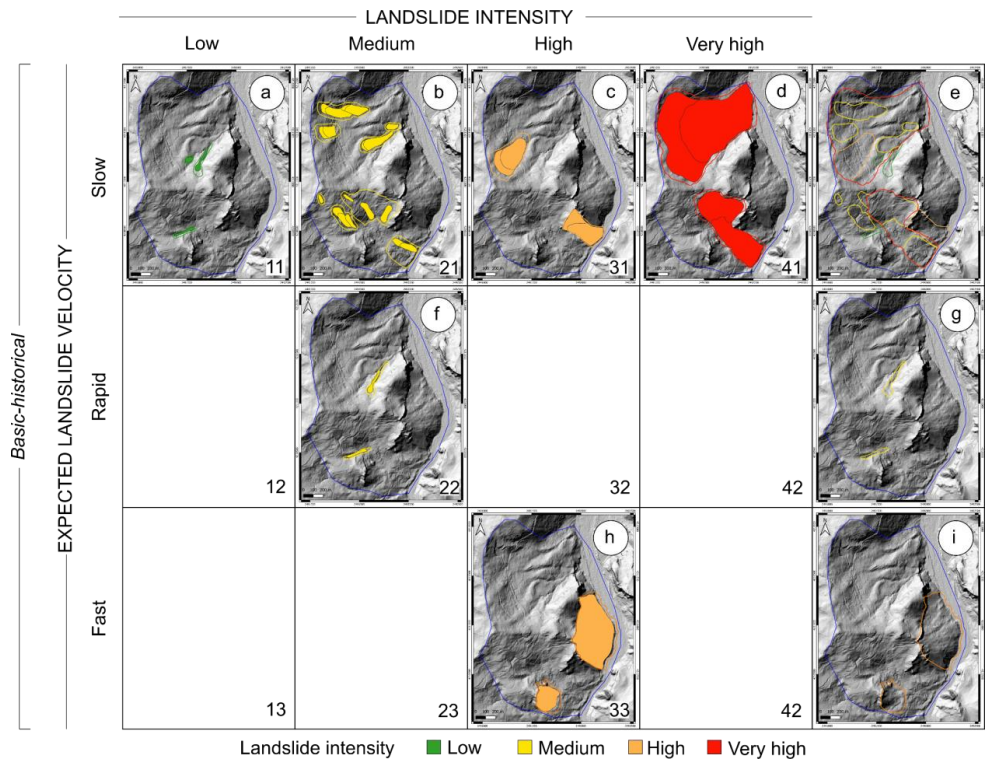 LANDSLIDE INTENSITY
Low Medium High Very high
Basic-historical
EXPECTED LANDSLIDE VELOCITY
Slow
a b c d e
11 21 31 41
Rapid
f g
12 22 32 42
Fast
h i
13 23 33 42
Landslide intensity Low Medium High Very high